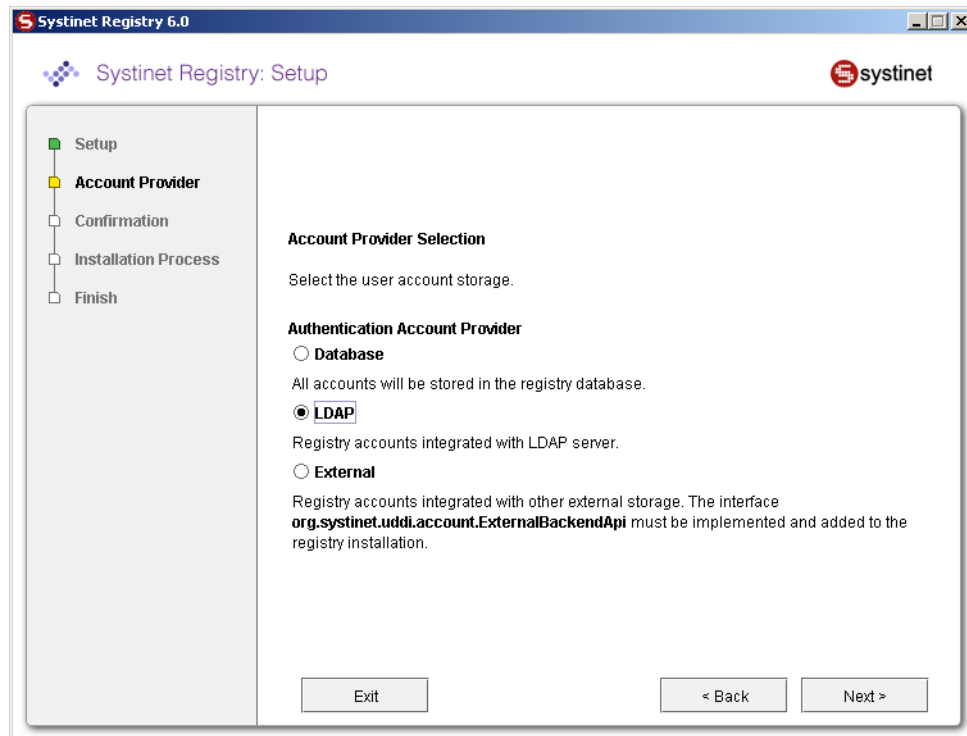 Systinet Registry 6.0
Systinet Registry: Setup
systinet
Setup
Account Provider
Confirmation
Installation Process
Finish
Account Provider Selection
Select the user account storage.
Authentication Account Provider
Database
All accounts will be stored in the registry database.
LDAP
Registry accounts integrated with LDAP server.
External
Registry accounts integrated with other external storage. The interface
org.systinet.uddi.account.ExternalBackendApi must be implemented and added to the
registry installation.
Exit
< Back
Next >